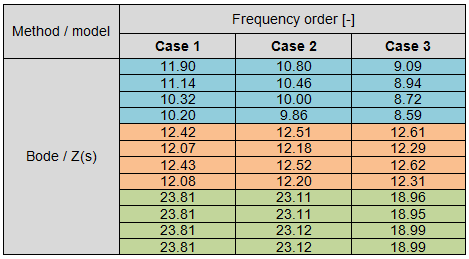 Method / model Frequency order [-]
Case 1 Case 2 Case 3
Bode / Z(s)
11.90 10.80 9.09
11.14 10.46 8.94
10.32 10.00 8.72
10.20 9.86 8.59
12.42 12.51 12.61
12.07 12.18 12.29
12.43 12.52 12.62
12.08 12.20 12.31
23.81 23.11 18.96
23.81 23.11 18.95
23.81 23.12 18.99
23.81 23.12 18.99